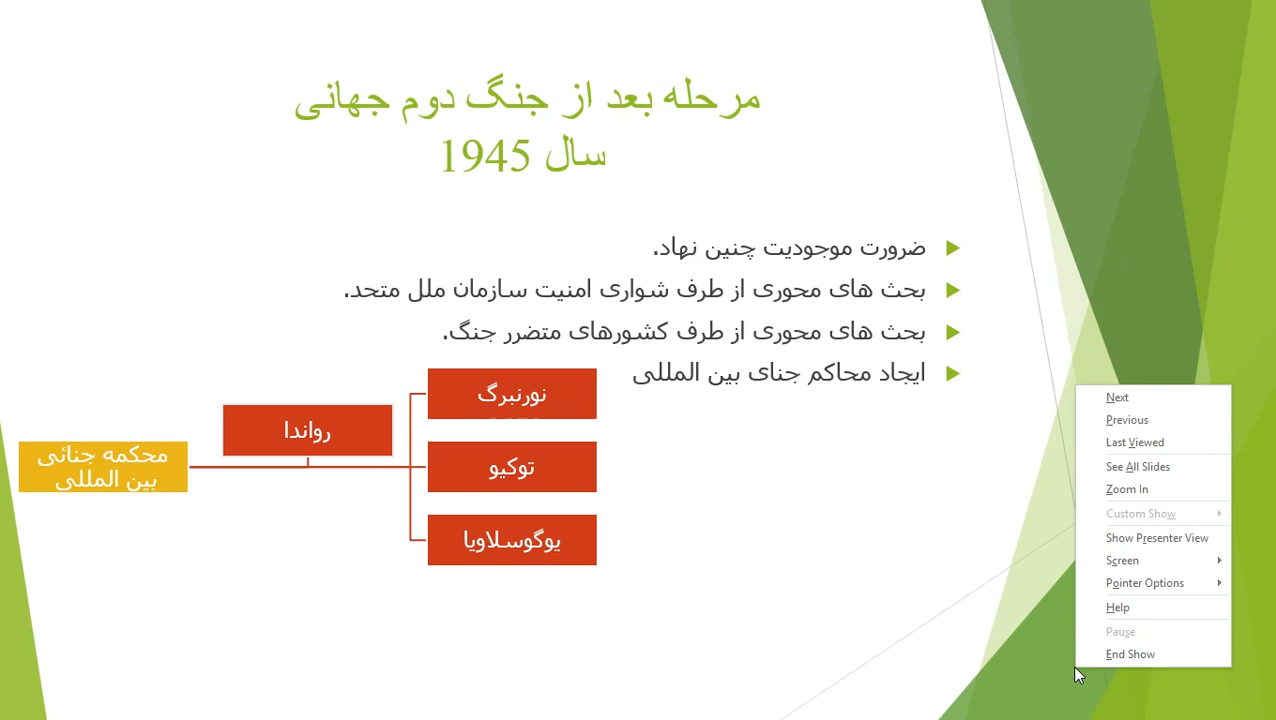 مرحله بعد از جنگ دوم جهانی
سال 1945
ضرورت موجودیت چنین نهاد.
بحث های محوری از طرف شواری امنیت سازمان ملل متحد.
بحث های محوری از طرف کشورهای متضرر جنگ.
ایجاد محاکم جنای بین المللی
نورنبرگ
رواندا
توکیو
محکمه جنائی
بین المللی
یوگوسلاویا
Next
Previous
Last Viewed
See All Slides
Zoom In
Custom Show
Show Presenter View
Screen
Pointer Options
Help
Pause
End Show